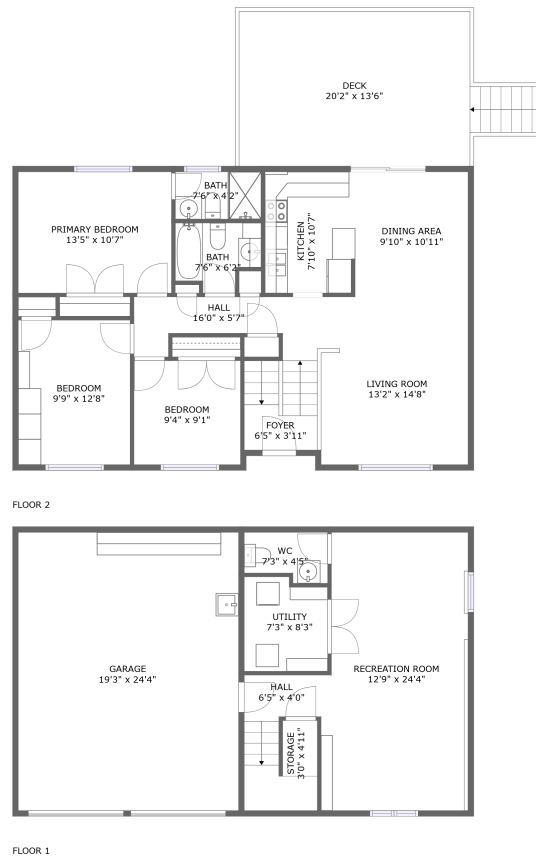 DECK
20'2" x 13'6"
BATH
7'6" x 4'2"
PRIMARY BEDROOM
13'5" x 10'7"
KITCHEN
7'10" x 10'7"
DINING AREA
9'10" x 10'11"
BATH
7'6" x 6'2"
HALL
16'0" x 5'7"
BEDROOM
9'9" x 12'8"
BEDROOM
9'4" x 9'1"
FOYER
6'5" x 3'11"
LIVING ROOM
13'2" x 14'8"
FLOOR 2
WC
7'3" x 4'5"
UTILITY
7'3" x 8'3"
GARAGE
19'3" x 24'4"
RECREATION ROOM
12'9" x 24'4"
HALL
6'5" x 4'0"
STORAGE
3'0" x 4'11"
FLOOR 1